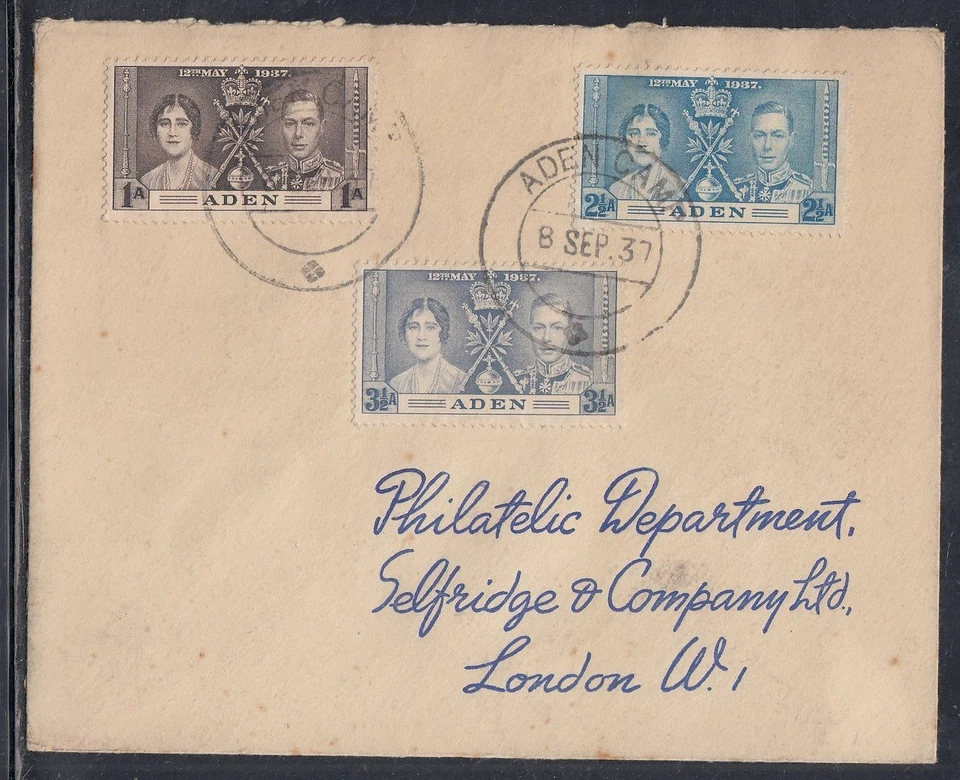 12TH MAY 1937.
1A ADEN 1A
12TH MAY 1937.
2½A ADEN 2½A
ADEN CAMP
8 SEP. 37
12TH MAY 1937.
3½A ADEN 3½A
Philatelic Department,
Selfridge & Company Ltd.,
London W.1